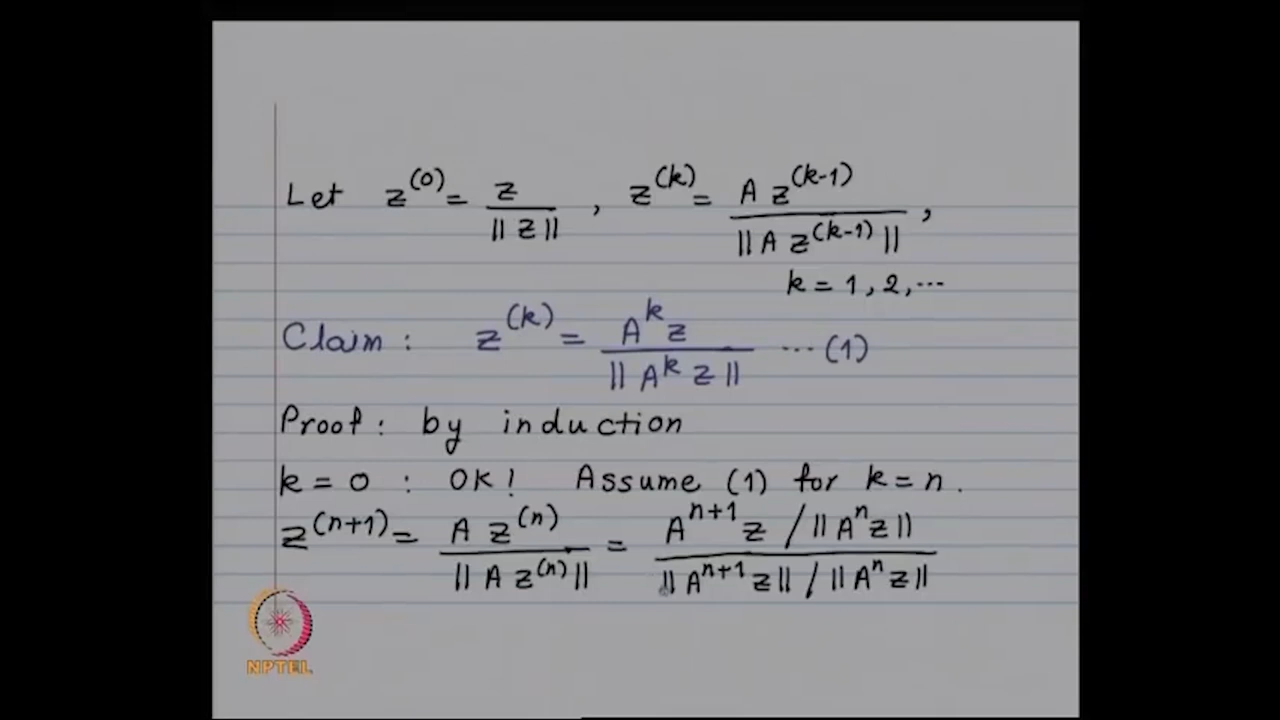 Let z^(0) = z / ||z|| , z^(k) = A z^(k-1) / ||A z^(k-1)|| ,
k = 1, 2, ...
Claim : z^(k) = A^k z / ||A^k z|| ... (1)
Proof : by induction
k = 0 : OK! Assume (1) for k = n.
z^(n+1) = A z^(n) / ||A z^(n)|| = A^(n+1) z / ||A^n z|| / ||A^(n+1) z|| / ||A^n z||
NPTEL